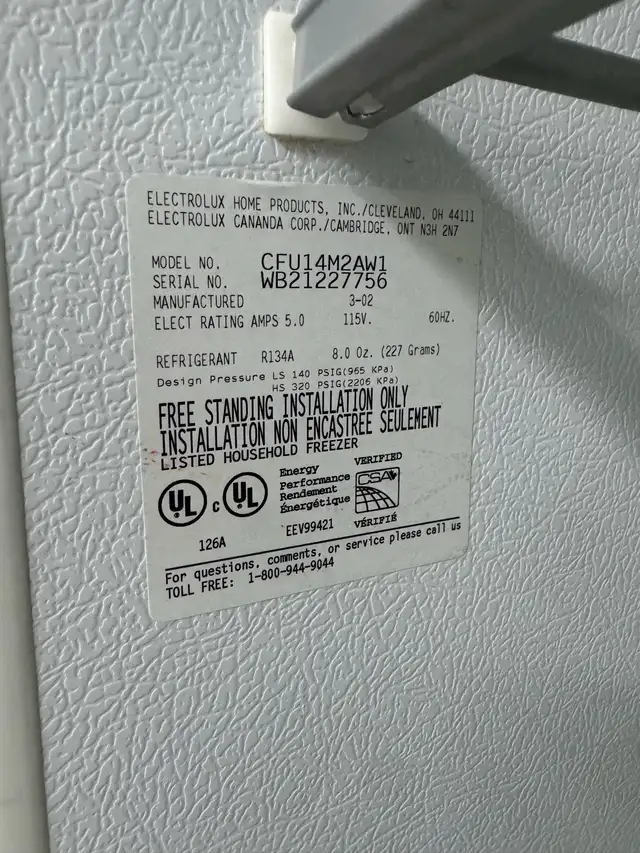 ELECTROLUX HOME PRODUCTS, INC./CLEVELAND, OH 44111
ELECTROLUX CANANDA CORP./CAMBRIDGE, ONT N3H 2N7
MODEL NO. CFU14M2AW1
SERIAL NO. WB21227756
MANUFACTURED 3-02
ELECT RATING AMPS 5.0 115V. 60HZ.
REFRIGERANT R134A 8.0 Oz. (227 Grams)
Design Pressure LS 140 PSIG(965 KPa)
HS 320 PSIG(2206 KPa)
FREE STANDING INSTALLATION ONLY
INSTALLATION NON ENCASTREE SEULEMENT
LISTED HOUSEHOLD FREEZER
UL c UL
Energy
Performance
Rendement
Énergétique
EEV99421
VERIFIED
CSA
VÉRIFIÉ
126A
For questions, comments, or service please call us
TOLL FREE: 1-800-944-9044